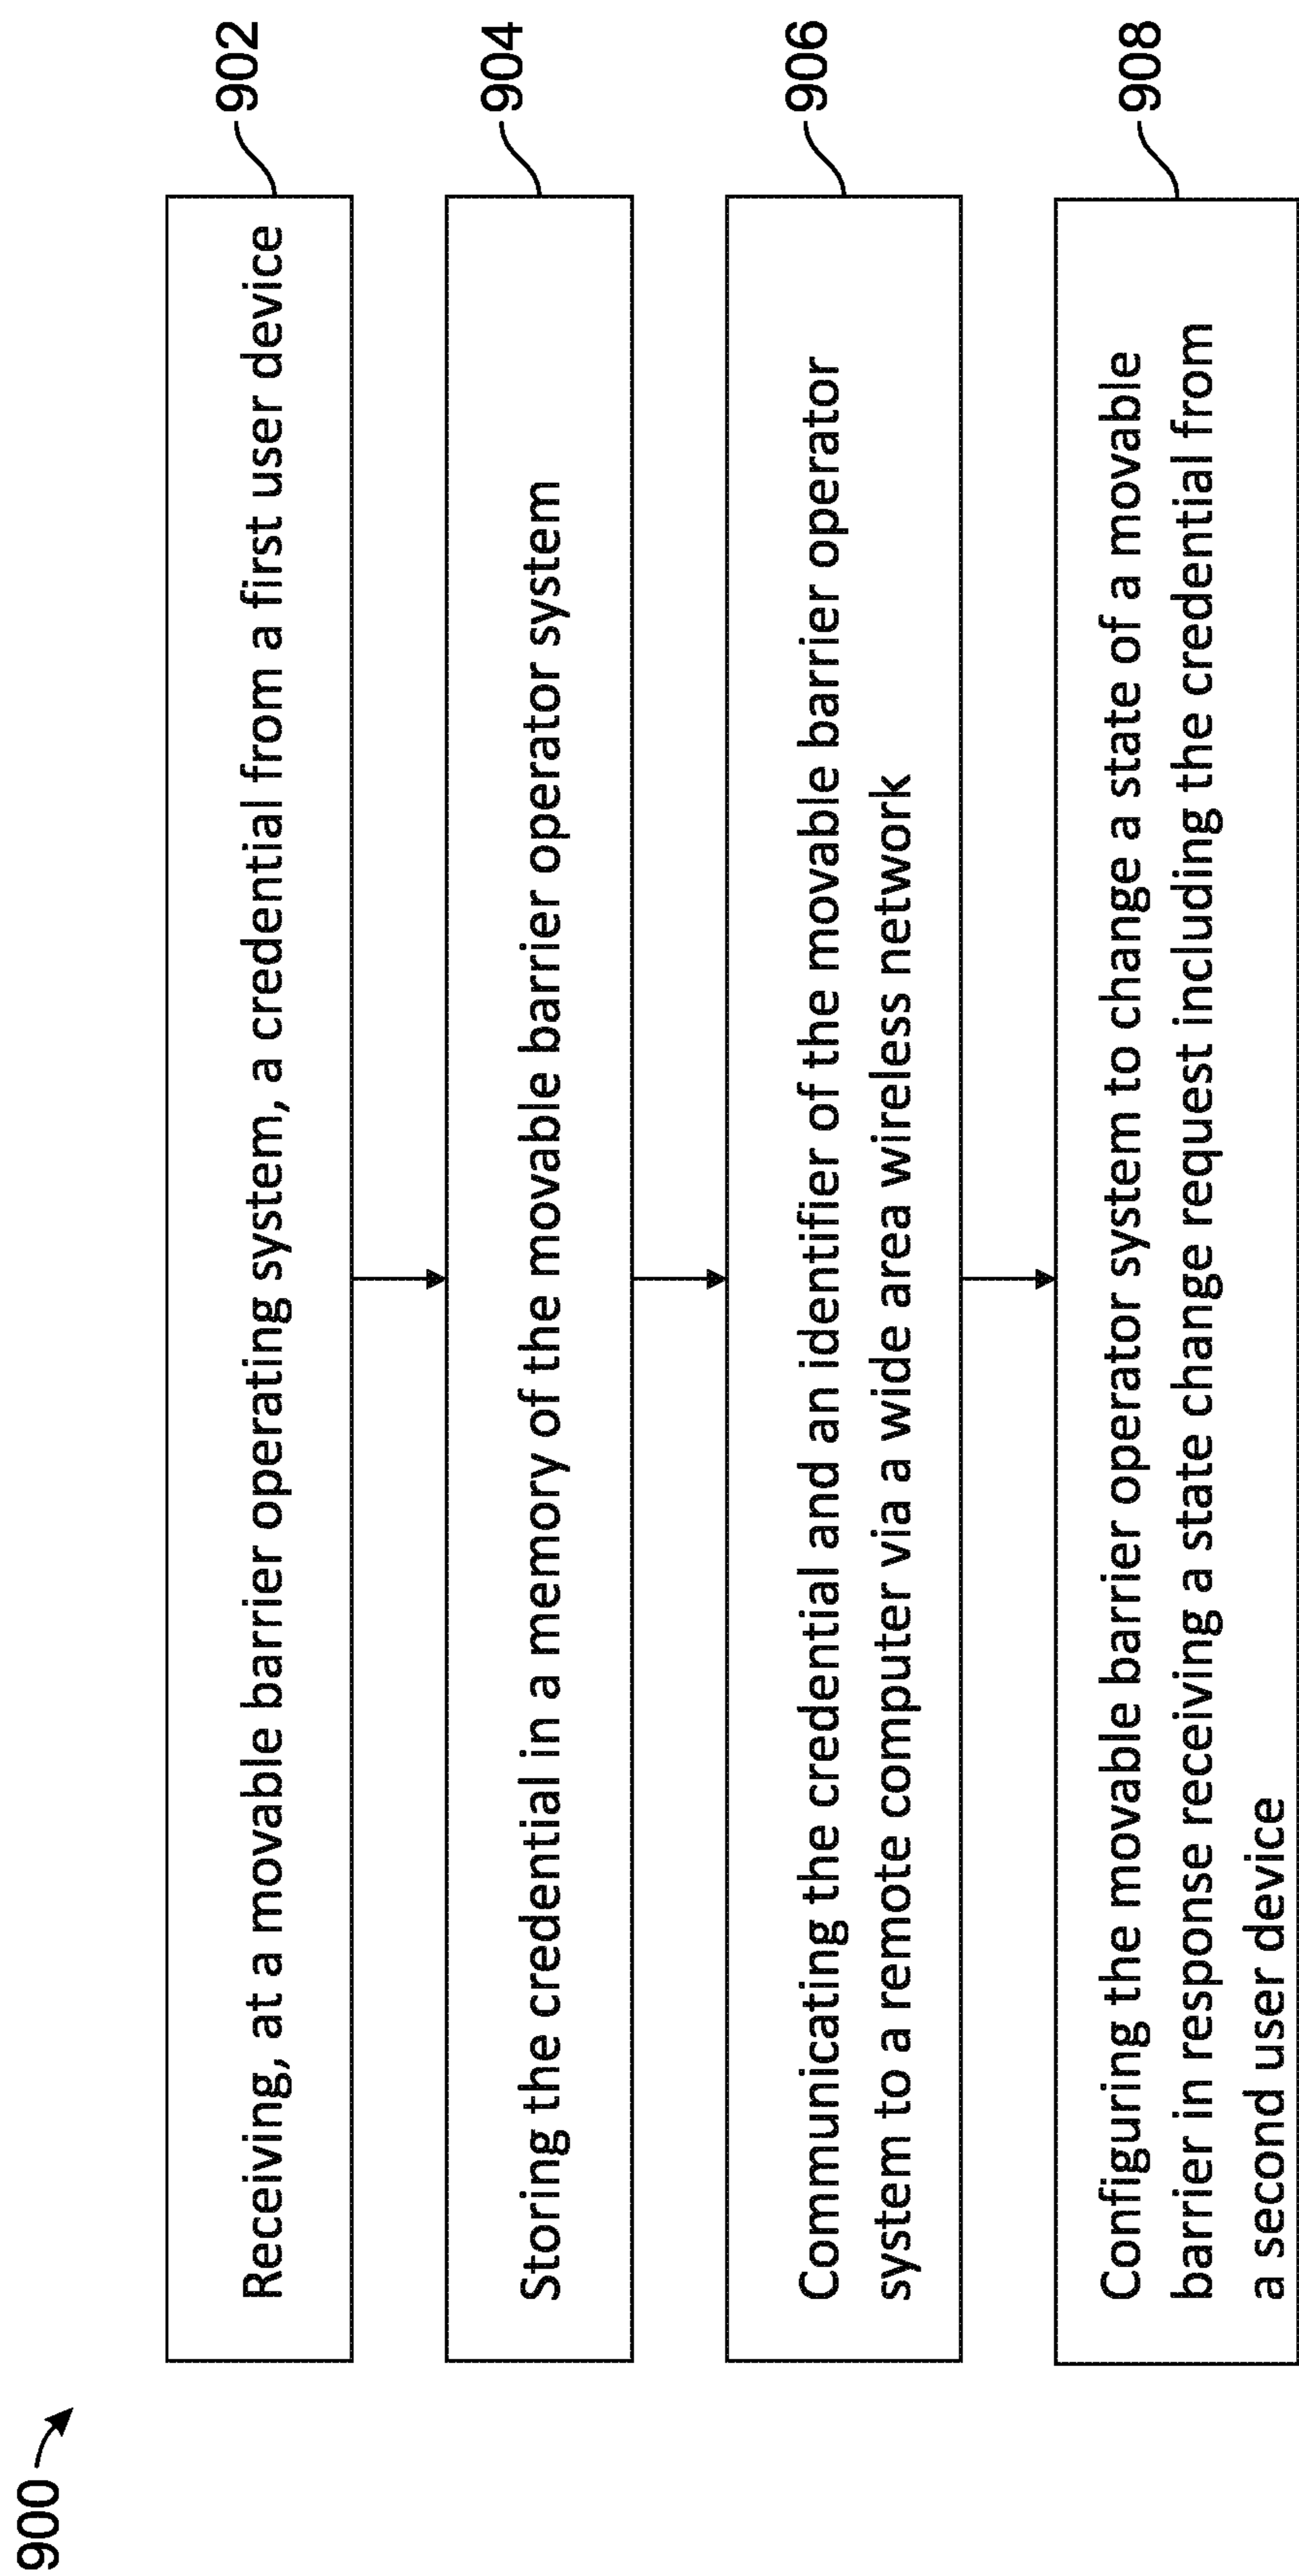 900
Receiving, at a movable barrier operating system, a credential from a first user device
902
Storing the credential in a memory of the movable barrier operator system
904
Communicating the credential and an identifier of the movable barrier operator
system to a remote computer via a wide area wireless network
906
Configuring the movable barrier operator system to change a state of a movable
barrier in response receiving a state change request including the credential from
a second user device
908